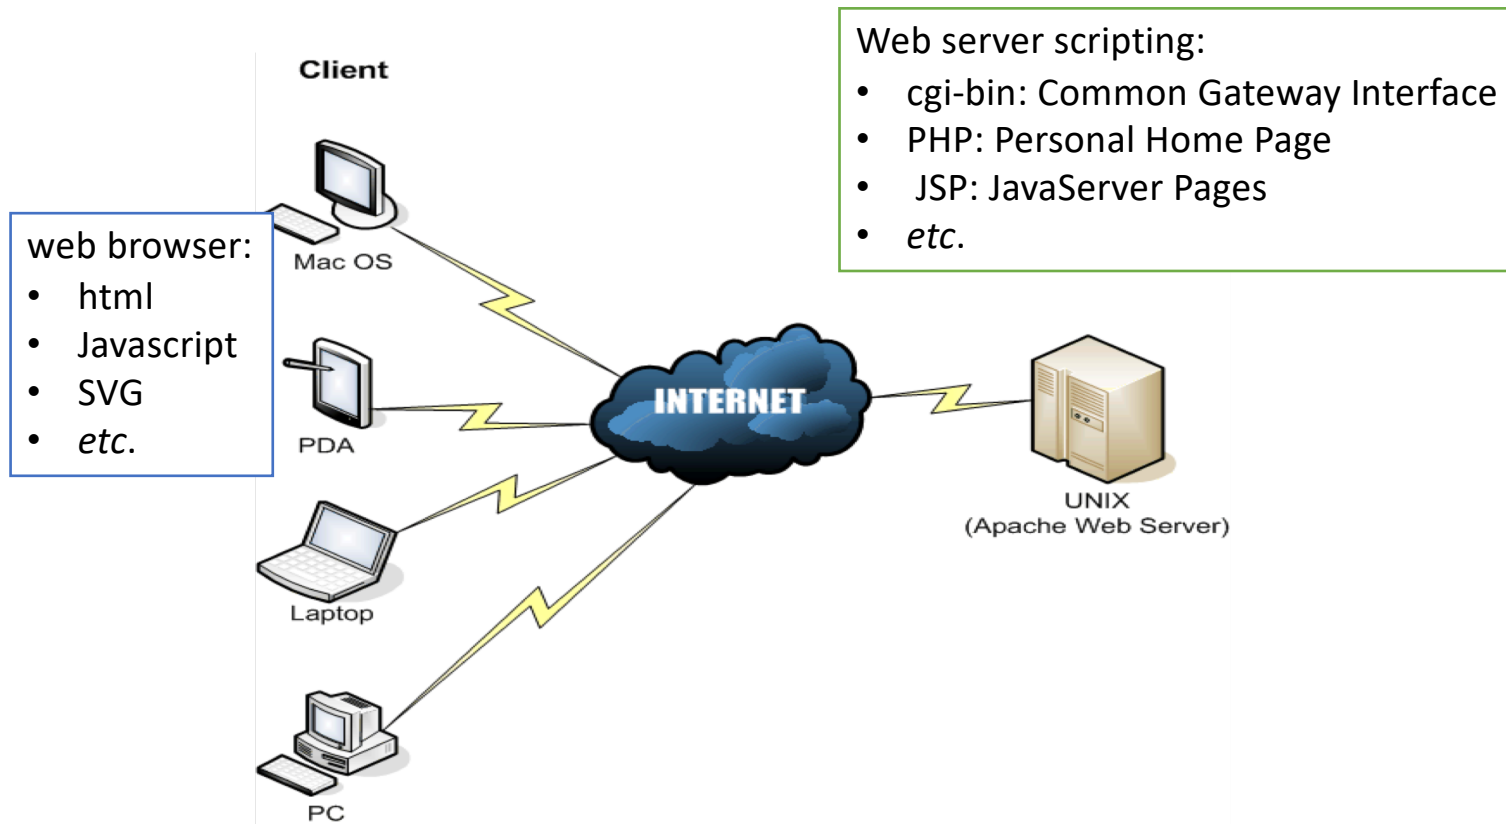 Client
Web server scripting:
• cgi-bin: Common Gateway Interface
• PHP: Personal Home Page
• JSP: JavaServer Pages
• etc.
web browser:
• html
• Javascript
• SVG
• etc.
Mac OS
PDA
Laptop
PC
INTERNET
UNIX
(Apache Web Server)